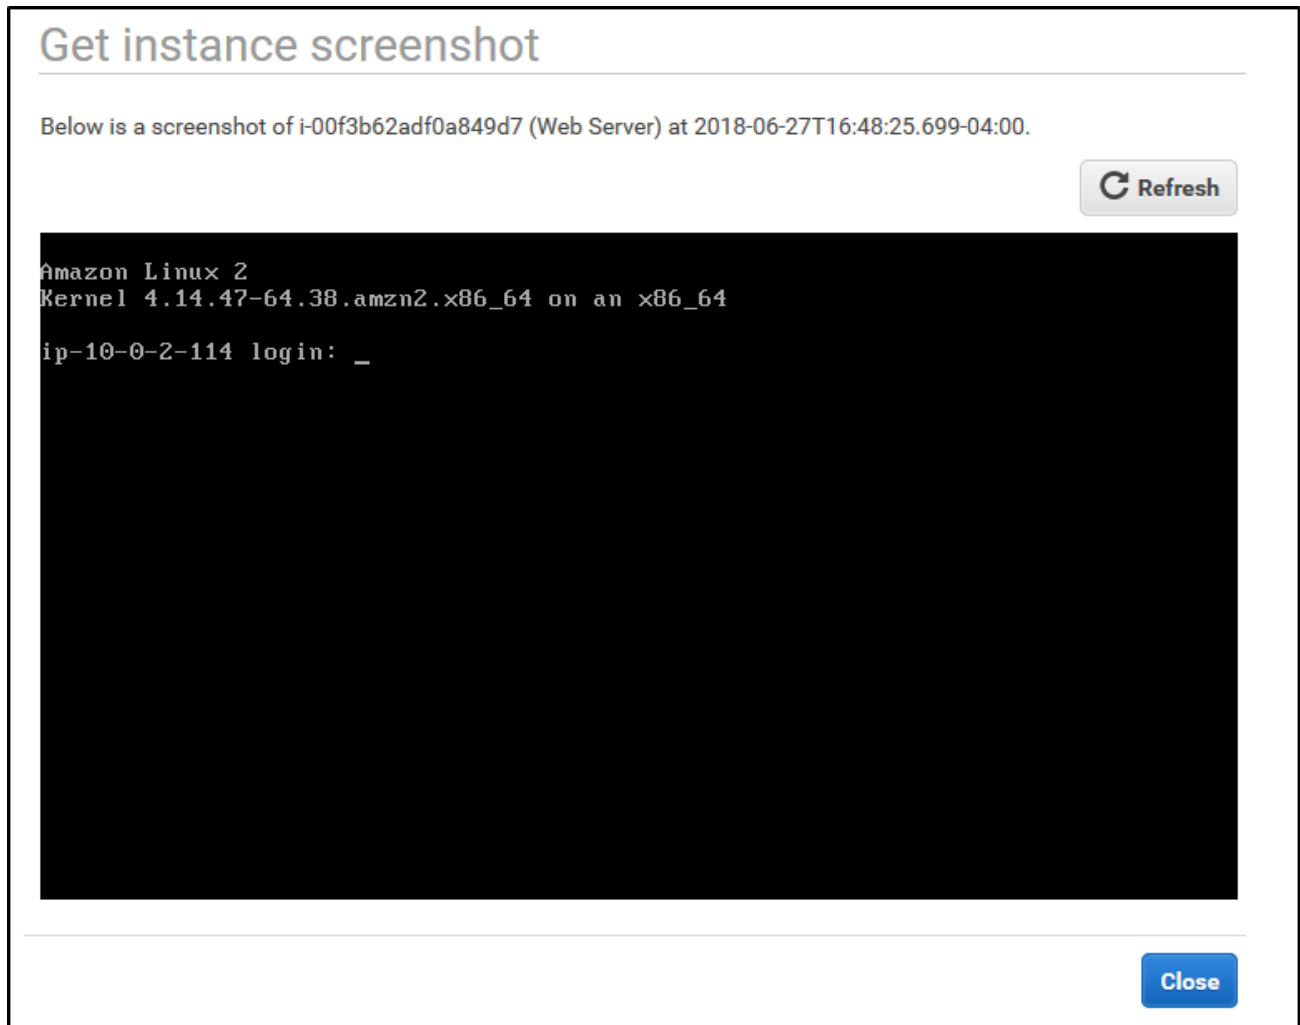 Get instance screenshot
Below is a screenshot of i-00f3b62adf0a849d7 (Web Server) at 2018-06-27T16:48:25.699-04:00.
Refresh
Amazon Linux 2
Kernel 4.14.47-64.38.amzn2.x86_64 on an x86_64
ip-10-0-2-114 login: _
Close